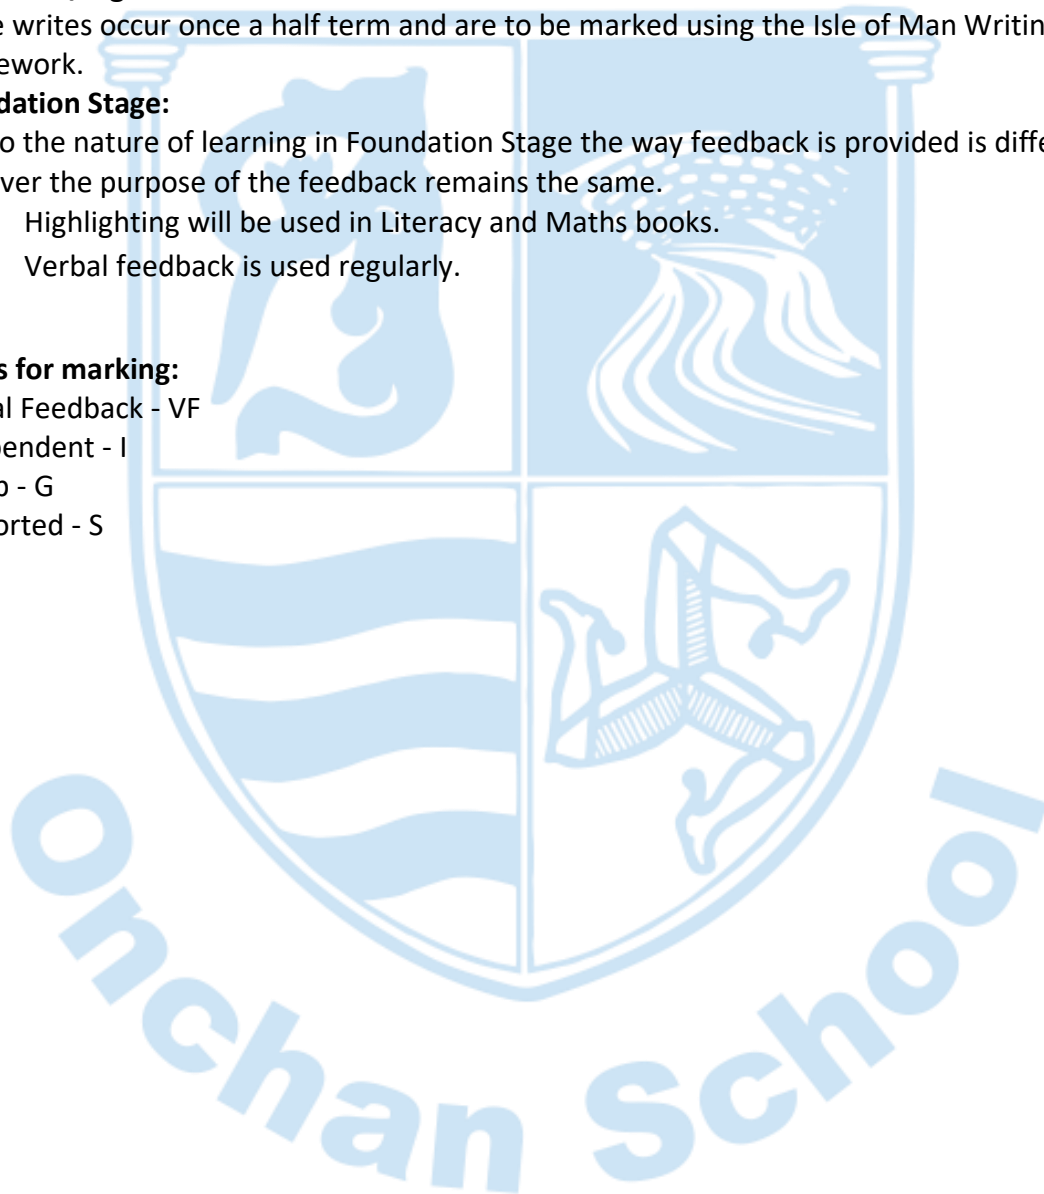 e writes occur once a half term and are to be marked using the Isle of Man Writin
ework.
dation Stage:
o the nature of learning in Foundation Stage the way feedback is provided is diffe
ver the purpose of the feedback remains the same.
Highlighting will be used in Literacy and Maths books.
Verbal feedback is used regularly.
s for marking:
al Feedback - VF
pendent - I
p - G
orted - S
Onchan School